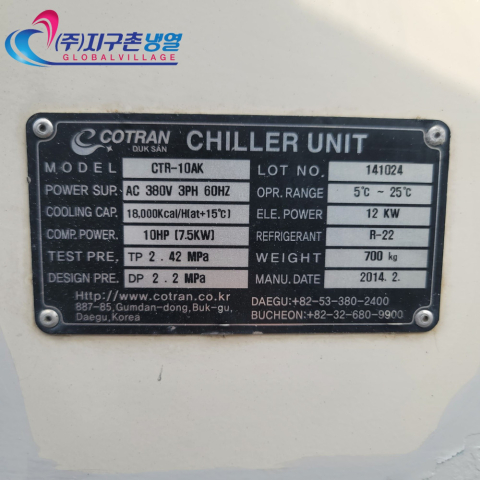 (주)지구촌냉열
GLOBALVILLAGE
COTRAN CHILLER UNIT
DUK SAN
MODEL CTR-10AK LOT NO. 141024
POWER SUP. AC 380V 3PH 60HZ OPR. RANGE 5℃ ~ 25℃
COOLING CAP. 18,000Kcal/H(at+15℃) ELE. POWER 12 KW
COMP.POWER. 10HP [7.5KW] REFRIGERANT R-22
TEST PRE, TP 2. 42 MPa WEIGHT 700 kg
DESIGN PRE. DP 2. 2 MPa MANU. DATE 2014. 2.
Http://www.cotran.co.kr
887-85, Gumdan-dong, Buk-gu,
Daegu, Korea
DAEGU:+82-53-380-2400
BUCHEON:+82-32-680-9900